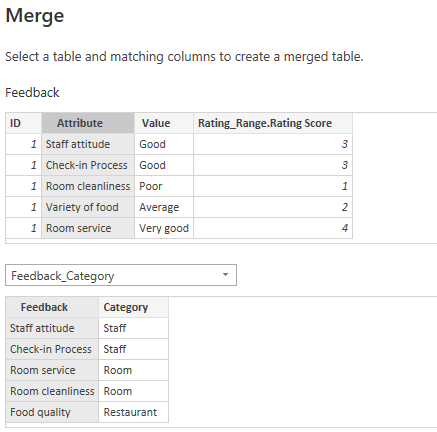 Merge
Select a table and matching columns to create a merged table.
Feedback
ID Attribute Value Rating_Range.Rating Score
1 Staff attitude Good 3
1 Check-in Process Good 3
1 Room cleanliness Poor 1
1 Variety of food Average 2
1 Room service Very good 4
Feedback_Category
Feedback Category
Staff attitude Staff
Check-in Process Staff
Room service Room
Room cleanliness Room
Food quality Restaurant